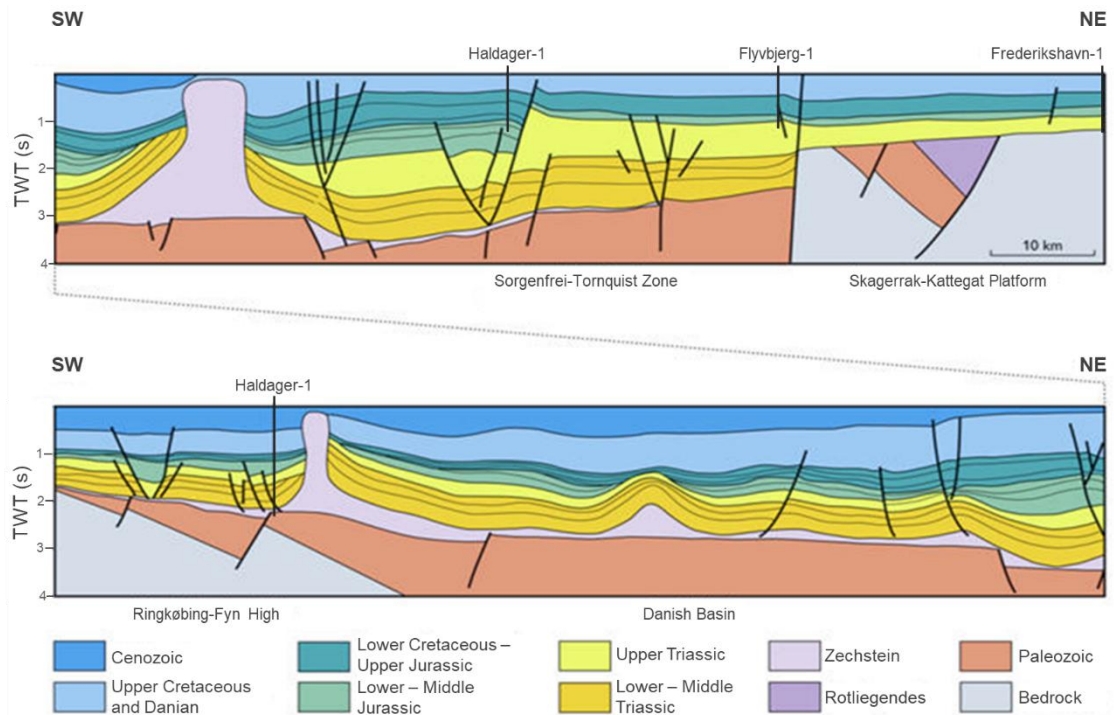 SW
NE
Haldager-1
Flyvbjerg-1
Frederikshavn-1
TWT (s)
1
2
3
4
10 km
Sorgenfrei-Tornquist Zone
Skagerrak-Kattegat Platform
SW
NE
Haldager-1
TWT (s)
1
2
3
4
Ringkøbing-Fyn High
Danish Basin
Cenozoic
Upper Cretaceous
and Danian
Lower Cretaceous –
Upper Jurassic
Lower – Middle
Jurassic
Upper Triassic
Lower – Middle
Triassic
Zechstein
Rotliegendes
Paleozoic
Bedrock